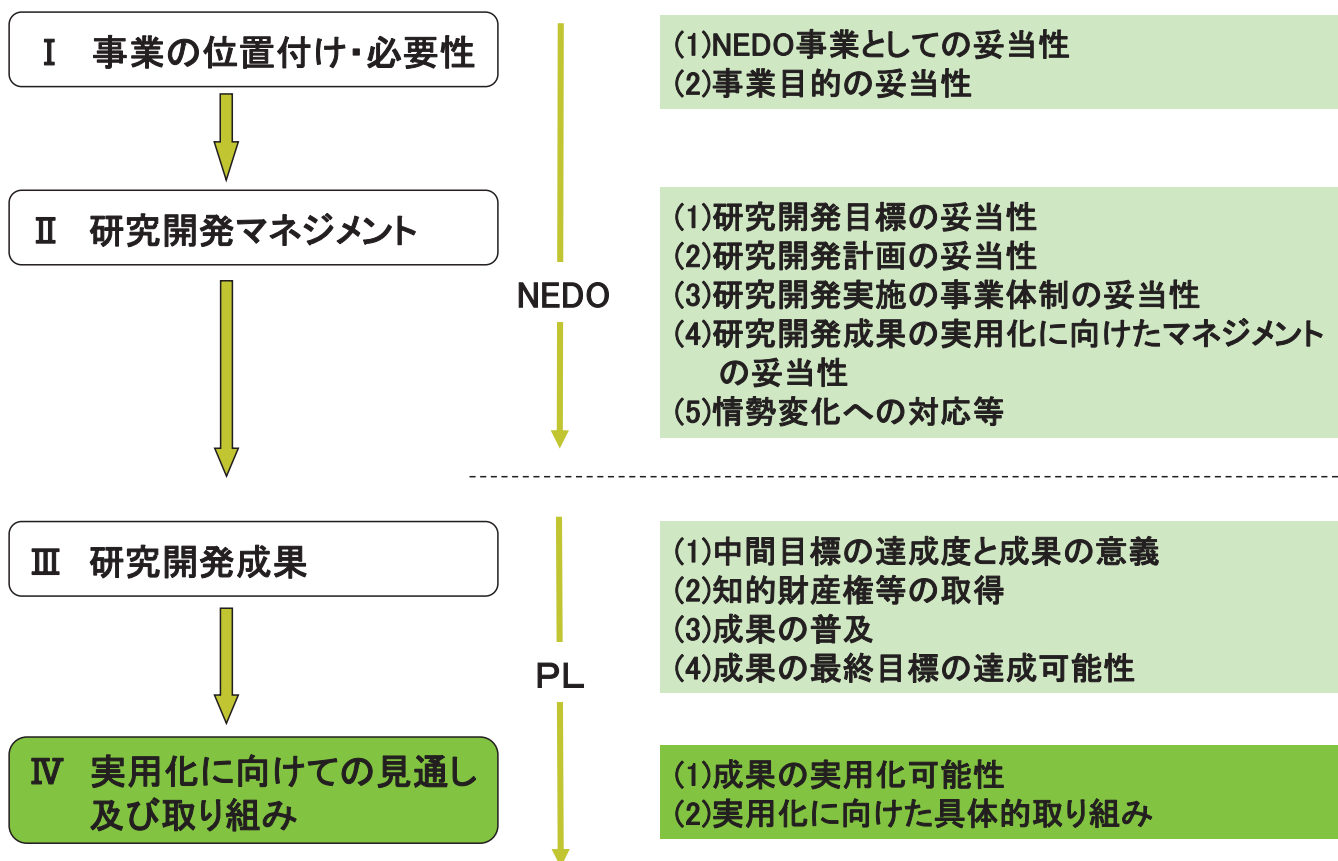 Ⅰ 事業の位置付け・必要性
(1)NEDO事業としての妥当性
(2)事業目的の妥当性
Ⅱ 研究開発マネジメント
(1)研究開発目標の妥当性
(2)研究開発計画の妥当性
(3)研究開発実施の事業体制の妥当性
(4)研究開発成果の実用化に向けたマネジメント
の妥当性
(5)情勢変化への対応等
NEDO
Ⅲ 研究開発成果
(1)中間目標の達成度と成果の意義
(2)知的財産権等の取得
(3)成果の普及
(4)成果の最終目標の達成可能性
PL
Ⅳ 実用化に向けての見通し
及び取り組み
(1)成果の実用化可能性
(2)実用化に向けた具体的取り組み